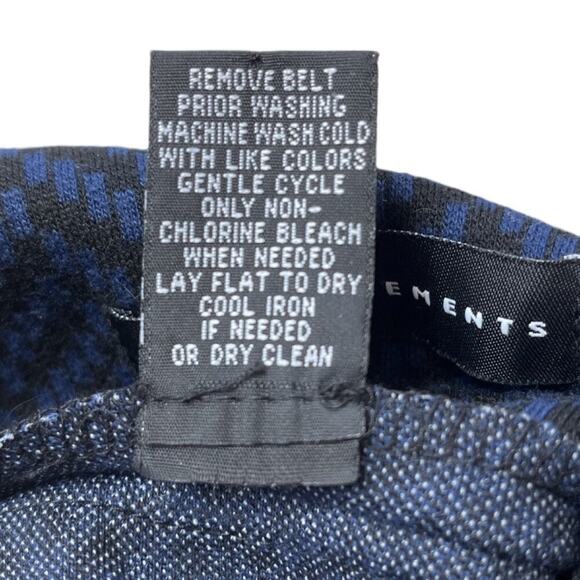 REMOVE BELT
PRIOR WASHING
MACHINE WASH COLD
WITH LIKE COLORS
GENTLE CYCLE
ONLY NON-
CHLORINE BLEACH
WHEN NEEDED
LAY FLAT TO DRY
COOL IRON
IF NEEDED
OR DRY CLEAN
EMENTS